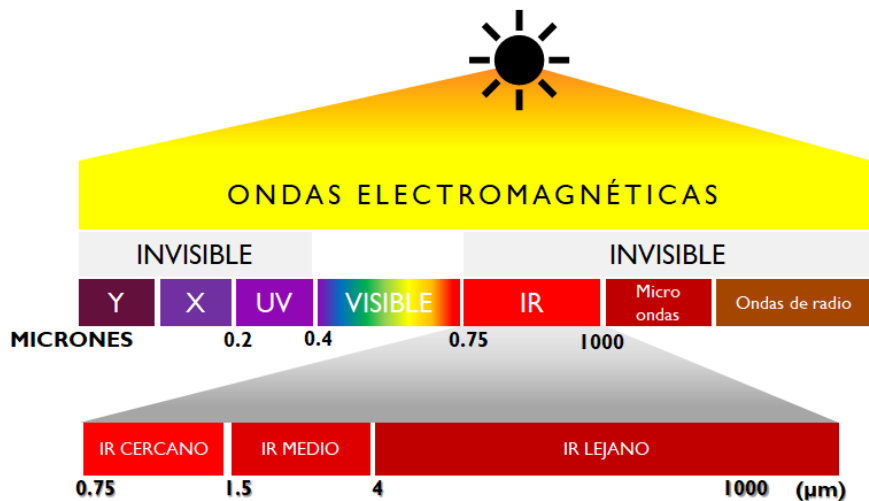 ONDAS ELECTROMAGNÉTICAS
INVISIBLE INVISIBLE
Y X UV VISIBLE IR Micro ondas Ondas de radio
MICRONES 0.2 0.4 0.75 1000
IR CERCANO IR MEDIO IR LEJANO
0.75 1.5 4 1000 (μm)